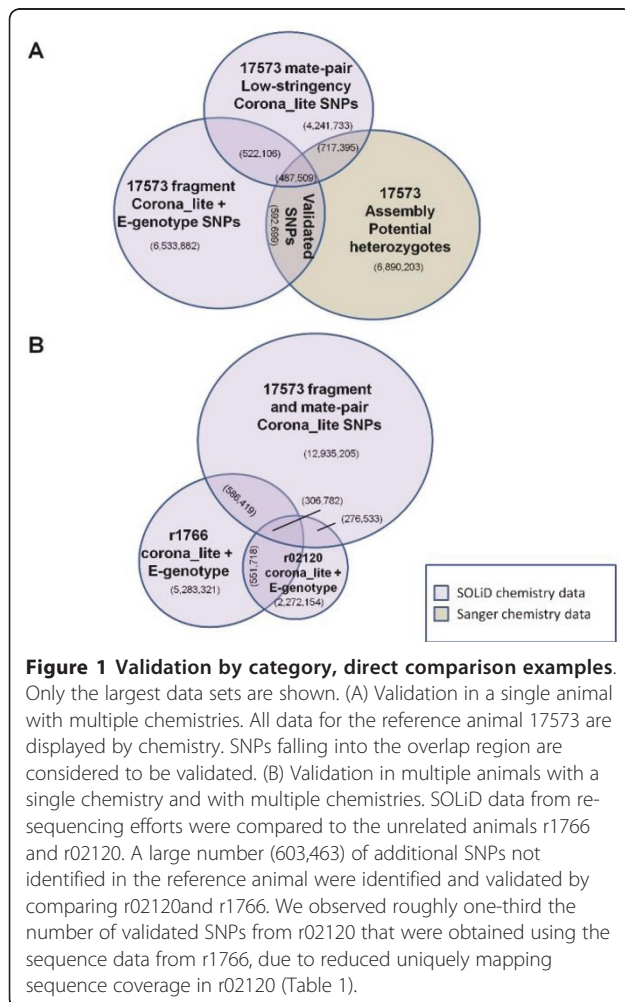 A
17573 mate-pair
Low-stringency
Corona_lite SNPs
(4,241,733)
(717,395)
(522,106)
(487,509)
17573 fragment
Corona_lite +
E-genotype SNPs
(6,533,882)
Validated
SNPs
(592,699)
17573
Assembly
Potential
heterozygotes
(6,890,203)
B
17573 fragment
and mate-pair
Corona_lite SNPs
(12,935,205)
(586,419)
(306,782)
(276,533)
r1766
corona_lite +
E-genotype
(5,283,321)
(551,718)
r02120
corona_lite +
E-genotype
(2,272,154)
SOLiD chemistry data
Sanger chemistry data
Figure 1 Validation by category, direct comparison examples.
Only the largest data sets are shown. (A) Validation in a single animal
with multiple chemistries. All data for the reference animal 17573 are
displayed by chemistry. SNPs falling into the overlap region are
considered to be validated. (B) Validation in multiple animals with a
single chemistry and with multiple chemistries. SOLiD data from re-
sequencing efforts were compared to the unrelated animals r1766
and r02120. A large number (603,463) of additional SNPs not
identified in the reference animal were identified and validated by
comparing r02120and r1766. We observed roughly one-third the
number of validated SNPs from r02120 that were obtained using the
sequence data from r1766, due to reduced uniquely mapping
sequence coverage in r02120 (Table 1).